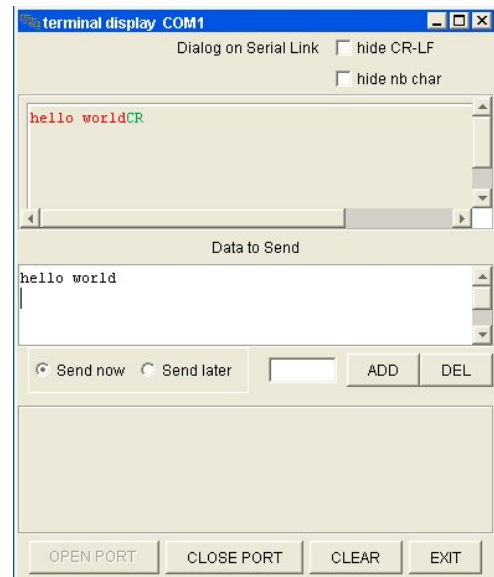 terminal display COM1
Dialog on Serial Link hide CR-LF
hide nb char
hello worldCR
Data to Send
hello world
Send now Send later ADD DEL
OPEN PORT CLOSE PORT CLEAR EXIT